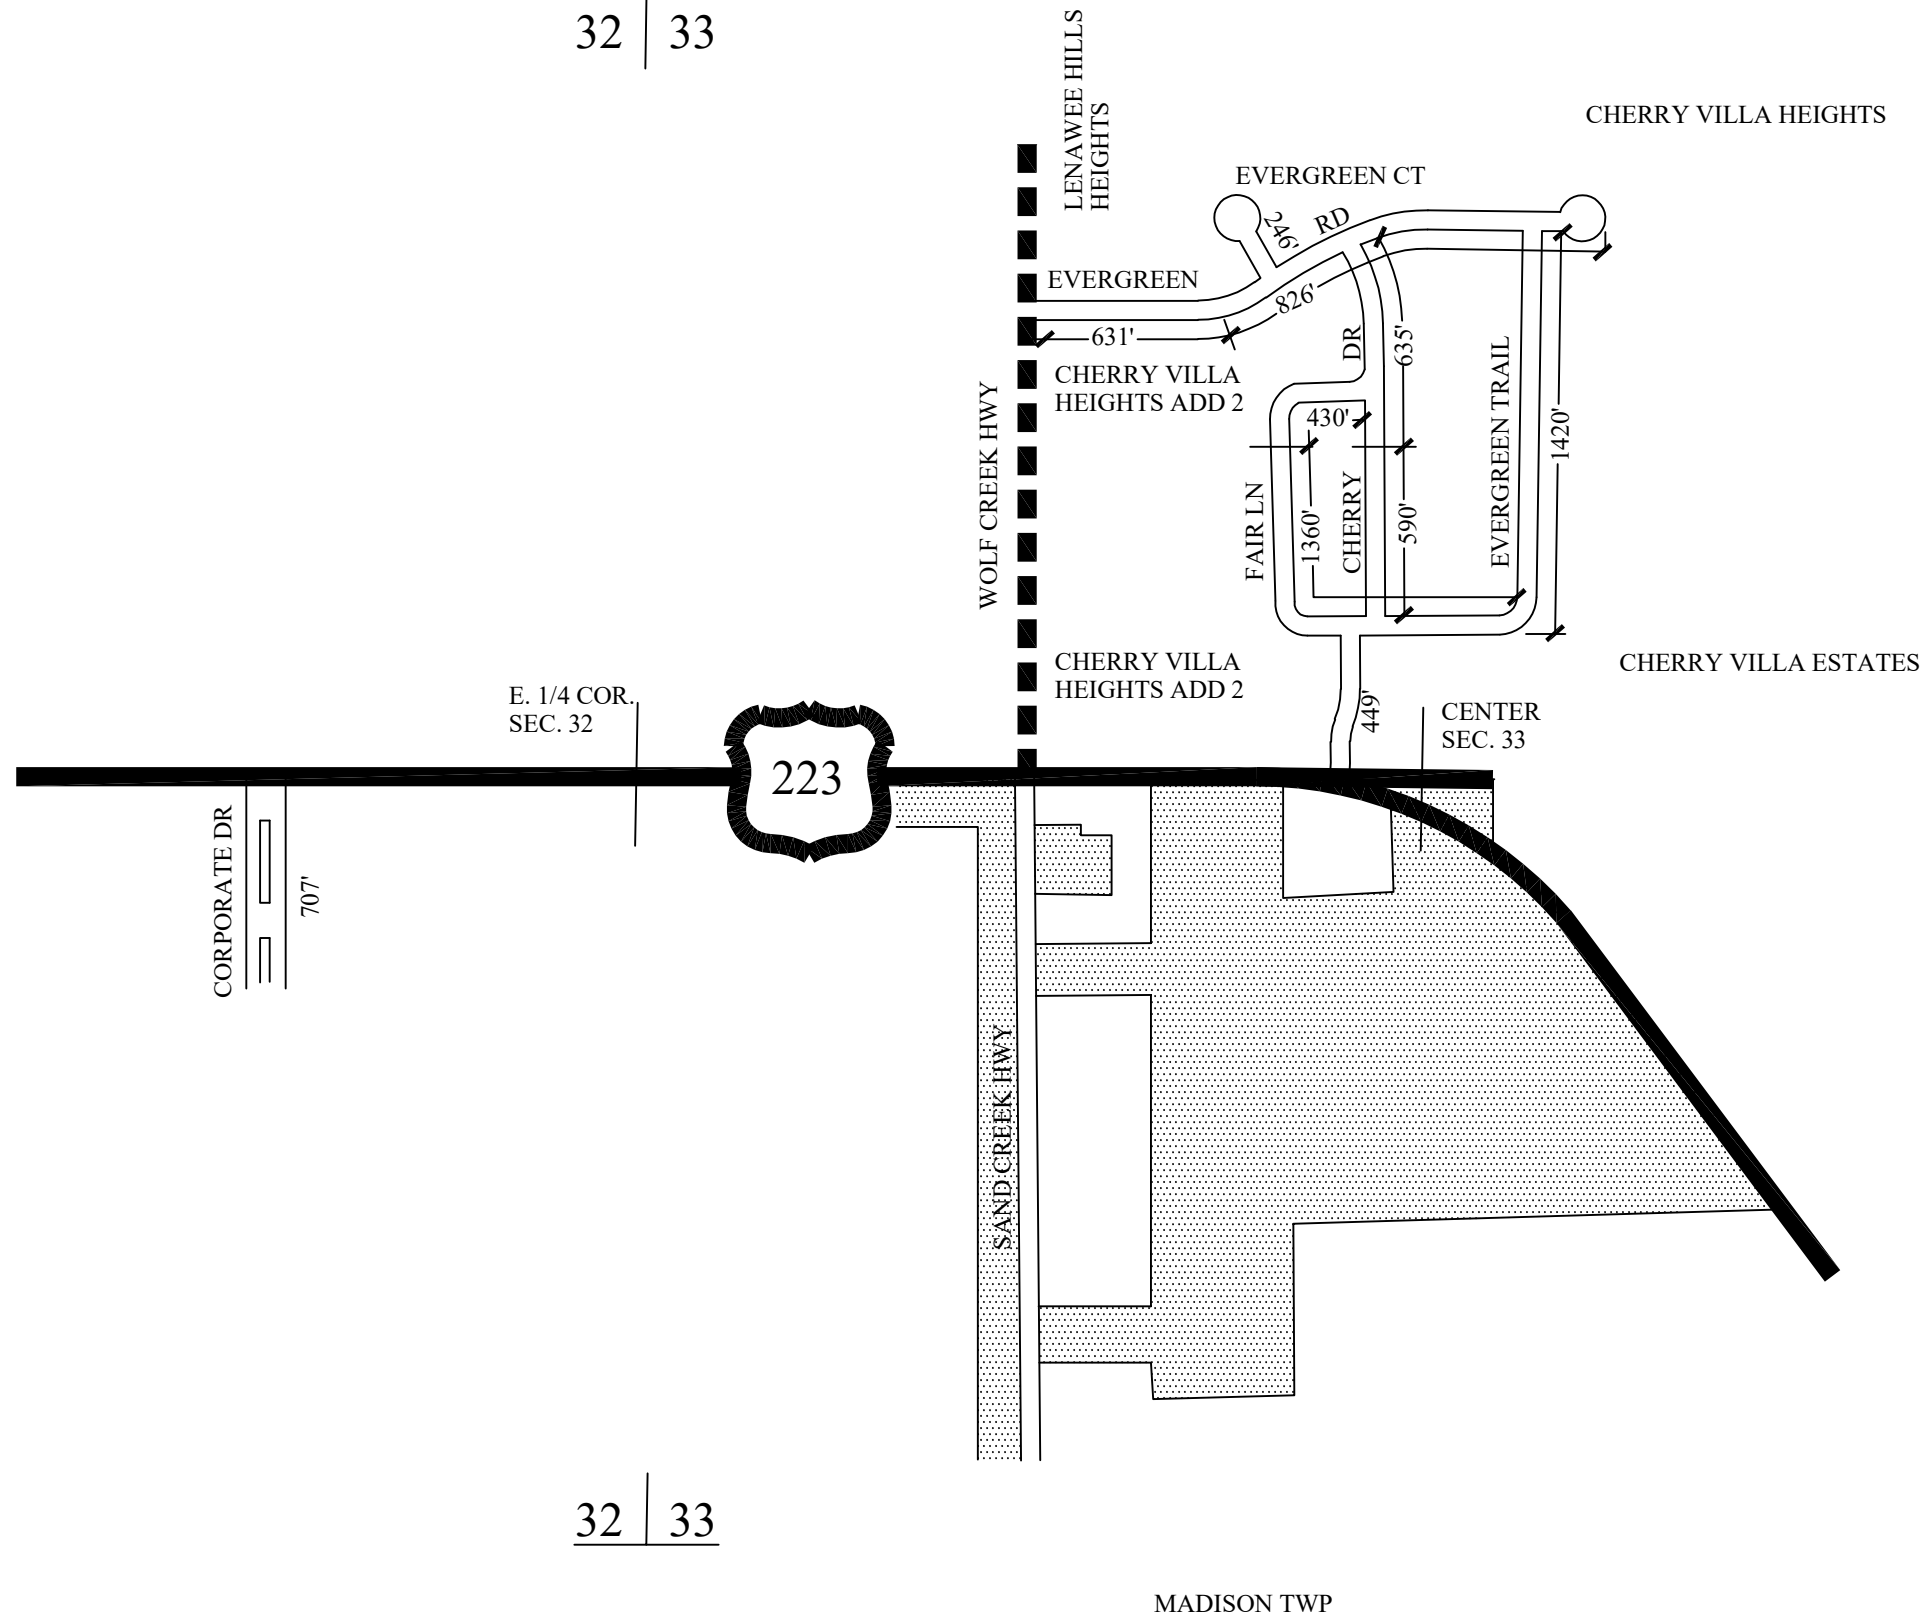 32 33
LENAWEE HILLS
HEIGHTS
CHERRY VILLA HEIGHTS
EVERGREEN CT
246'
RD
EVERGREEN
826'
631'
DR
635'
CHERRY VILLA
HEIGHTS ADD 2
WOLF CREEK HWY
430'
EVERGREEN TRAIL
1420'
FAIR LN
1360'
CHERRY
590'
CHERRY VILLA
HEIGHTS ADD 2
CHERRY VILLA ESTATES
E. 1/4 COR.
SEC. 32
449'
CENTER
SEC. 33
223
CORPORATE DR
707'
SAND CREEK HWY
32 33
MADISON TWP